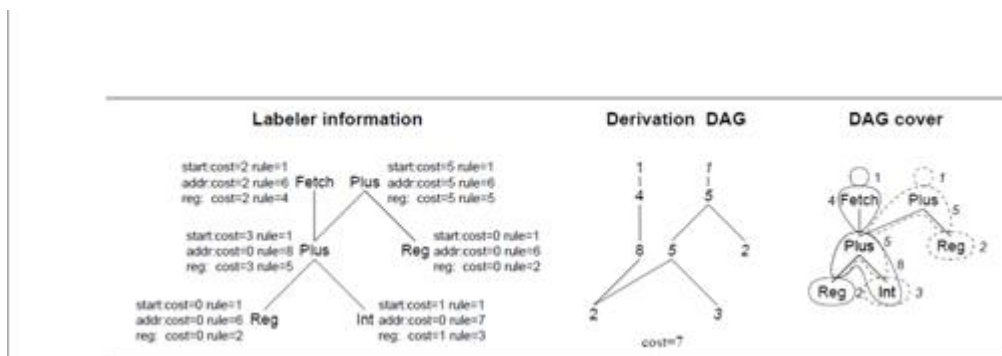 Labeler information
Derivation DAG
DAG cover
start:cost=2 rule=1
addr:cost=2 rule=6 Fetch
reg: cost=2 rule=4
start:cost=5 rule=1
Plus addr:cost=5 rule=6
reg: cost=5 rule=5
start:cost=3 rule=1
addr:cost=0 rule=8 Plus
reg: cost=3 rule=5
start:cost=0 rule=1
Reg addr:cost=0 rule=6
reg: cost=0 rule=2
start:cost=0 rule=1
addr:cost=0 rule=6 Reg
reg: cost=0 rule=2
start:cost=1 rule=1
Int addr:cost=0 rule=7
reg: cost=1 rule=3
1 1
4 5
8 5 2
2 3
cost=7
1 1
4 Fetch Plus
5
Plus 5 Reg 2
8
Reg 2 Int 3